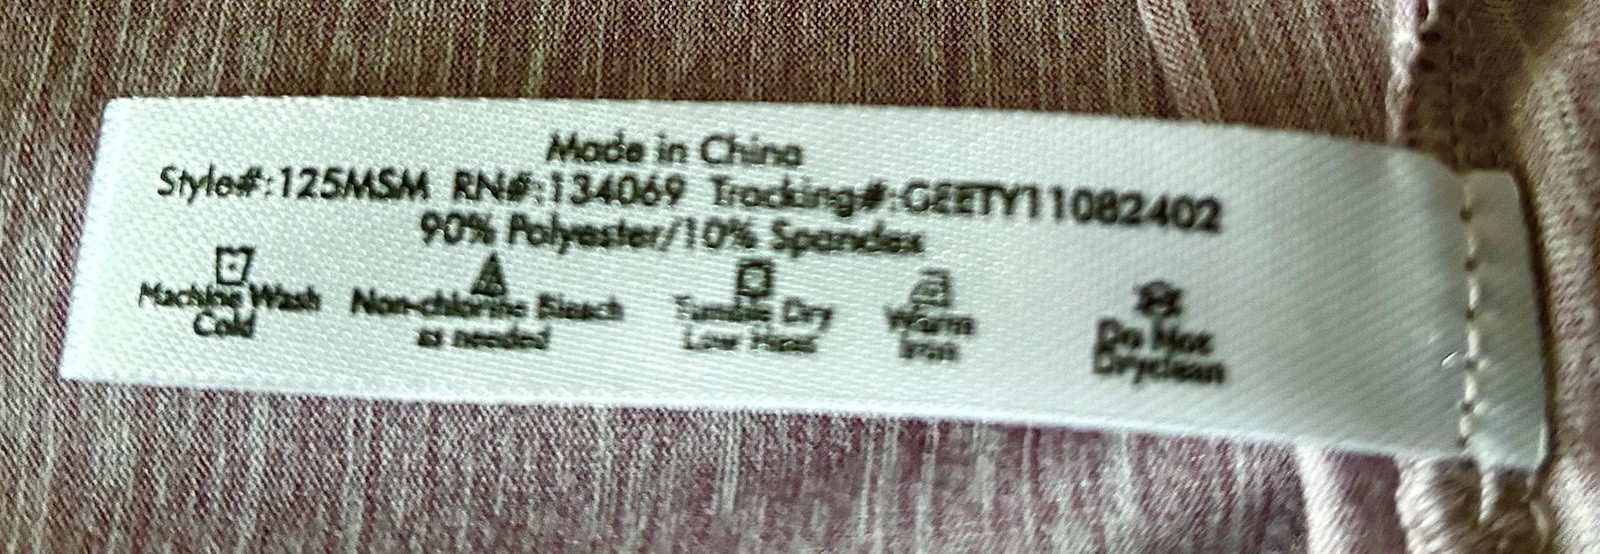 Made in China
Style#:125MSM RN#:134069 Tracking#:GEETY11082402
90% Polyester/10% Spandex
Machine Wash Cold
Non-chlorine Bleach as needed
Tumble Dry Low Heat
Warm Iron
Do Not Dryclean